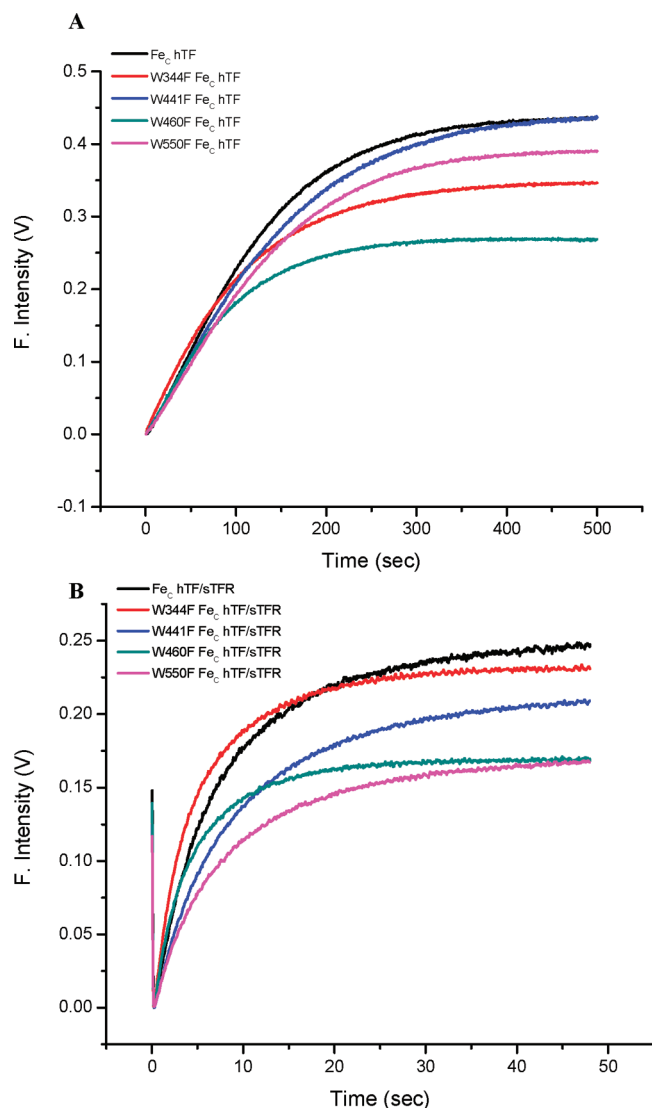 A
Fe_C hTF
W344F Fe_C hTF
W441F Fe_C hTF
W460F Fe_C hTF
W550F Fe_C hTF
0.5
0.4
0.3
0.2
0.1
0.0
-0.1
F. Intensity (V)
0 100 200 300 400 500
Time (sec)
B
Fe_C hTF/sTFR
W344F Fe_C hTF/sTFR
W441F Fe_C hTF/sTFR
W460F Fe_C hTF/sTFR
W550F Fe_C hTF/sTFR
0.25
0.20
0.15
0.10
0.05
0.00
F. Intensity (V)
0 10 20 30 40 50
Time (sec)